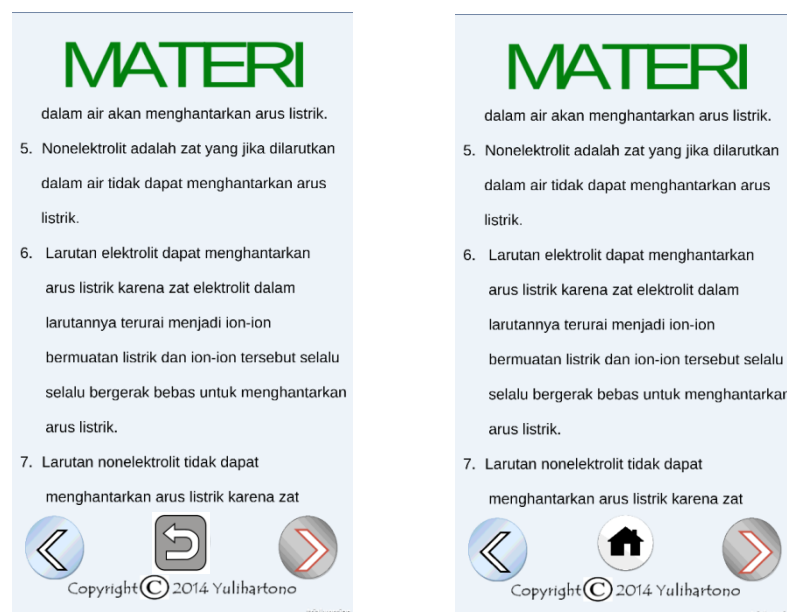 MATERI
dalam air akan menghantarkan arus listrik.
5. Nonelektrolit adalah zat yang jika dilarutkan
dalam air tidak dapat menghantarkan arus
listrik.
6. Larutan elektrolit dapat menghantarkan
arus listrik karena zat elektrolit dalam
larutannya terurai menjadi ion-ion
bermuatan listrik dan ion-ion tersebut selalu
selalu bergerak bebas untuk menghantarkan
arus listrik.
7. Larutan nonelektrolit tidak dapat
menghantarkan arus listrik karena zat
Copyright © 2014 Yulihartono
MATERI
dalam air akan menghantarkan arus listrik.
5. Nonelektrolit adalah zat yang jika dilarutkan
dalam air tidak dapat menghantarkan arus
listrik.
6. Larutan elektrolit dapat menghantarkan
arus listrik karena zat elektrolit dalam
larutannya terurai menjadi ion-ion
bermuatan listrik dan ion-ion tersebut selalu
selalu bergerak bebas untuk menghantarkan
arus listrik.
7. Larutan nonelektrolit tidak dapat
menghantarkan arus listrik karena zat
Copyright © 2014 Yulihartono